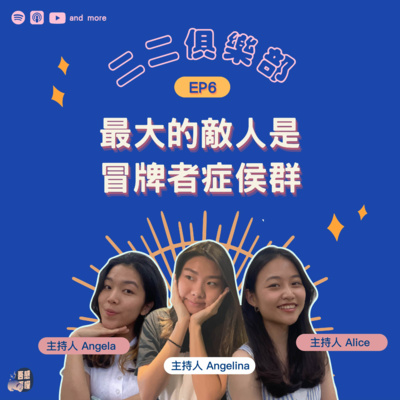 and more
二二俱樂部
EP6
最大的敵人是
冒牌者症侯群
主持人 Angela
主持人 Angelina
主持人 Alice